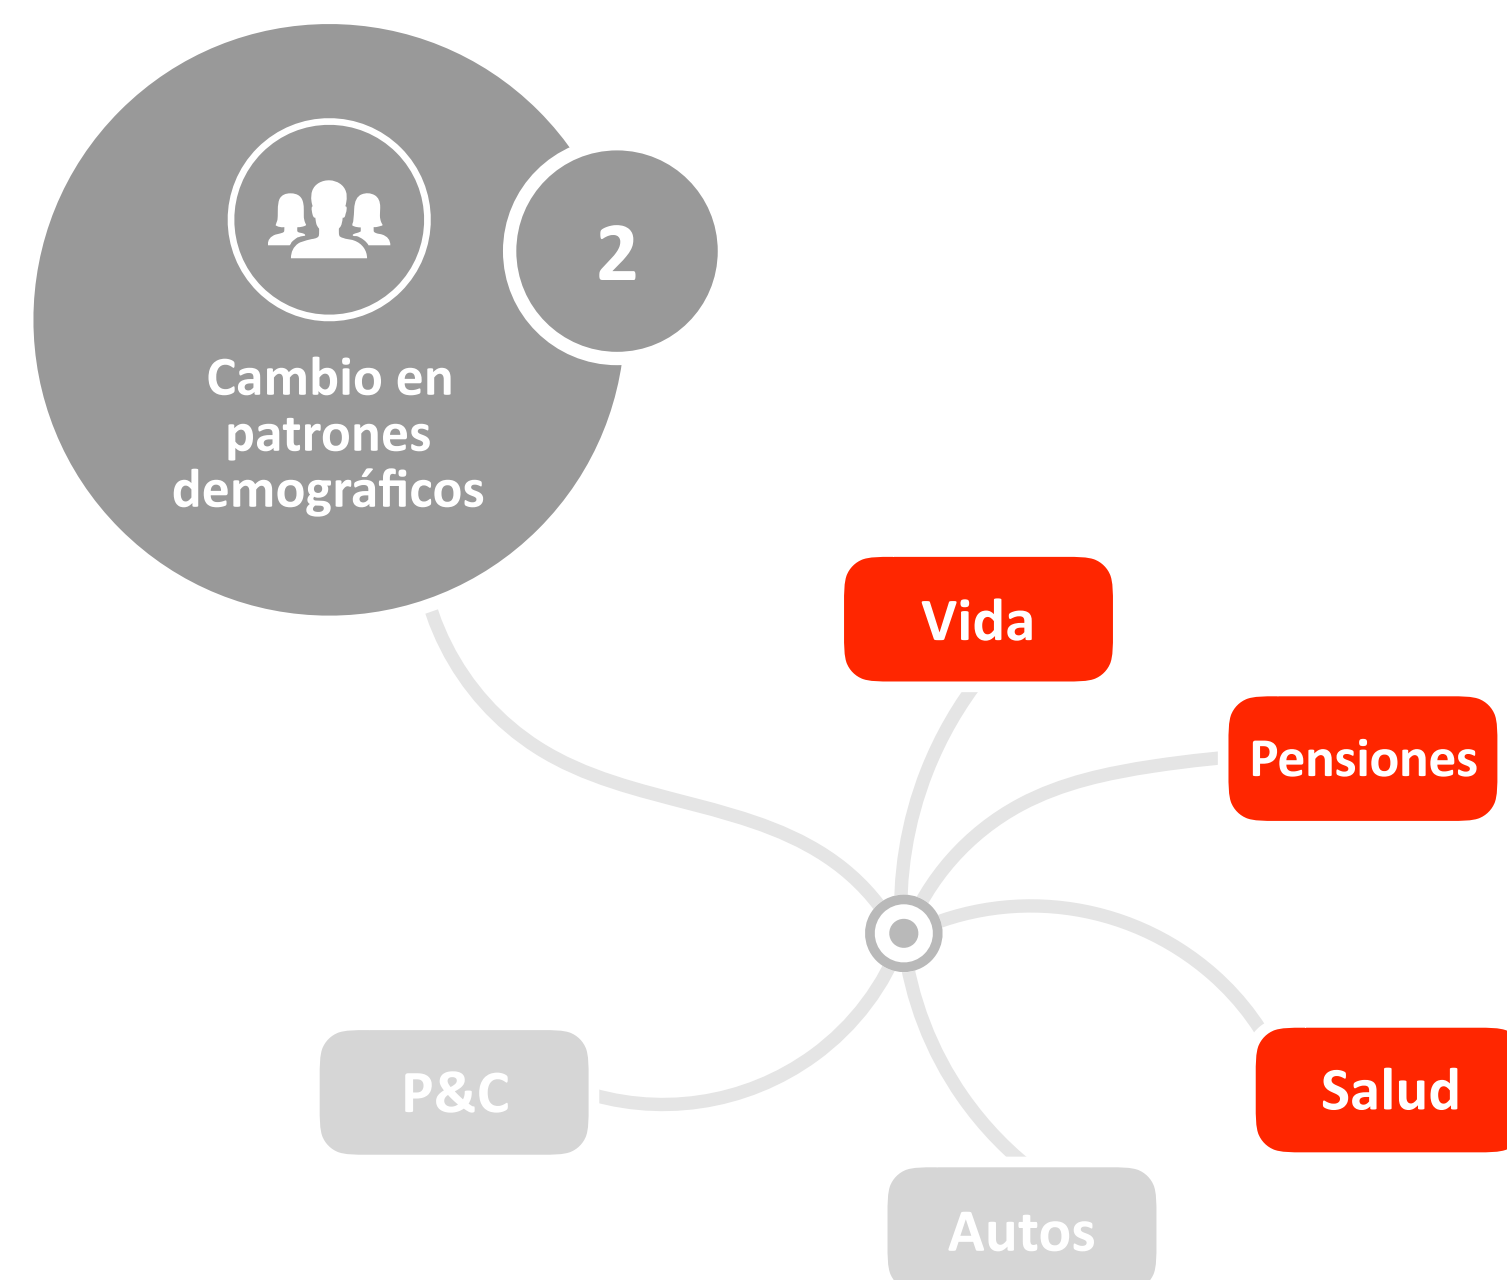 2
Cambio en
patrones
demográficos
Vida
Pensiones
Salud
P&C
Autos